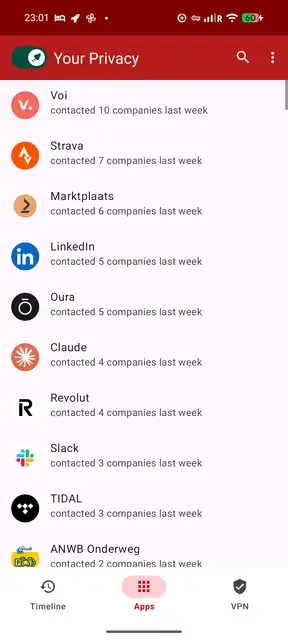 23:01
R
60
Your Privacy
Voi
contacted 10 companies last week
Strava
contacted 7 companies last week
Marktplaats
contacted 6 companies last week
LinkedIn
contacted 5 companies last week
Oura
contacted 5 companies last week
Claude
contacted 4 companies last week
Revolut
contacted 4 companies last week
Slack
contacted 3 companies last week
TIDAL
contacted 3 companies last week
ANWB Onderweg
contacted 2 companies last week
Timeline
Apps
VPN